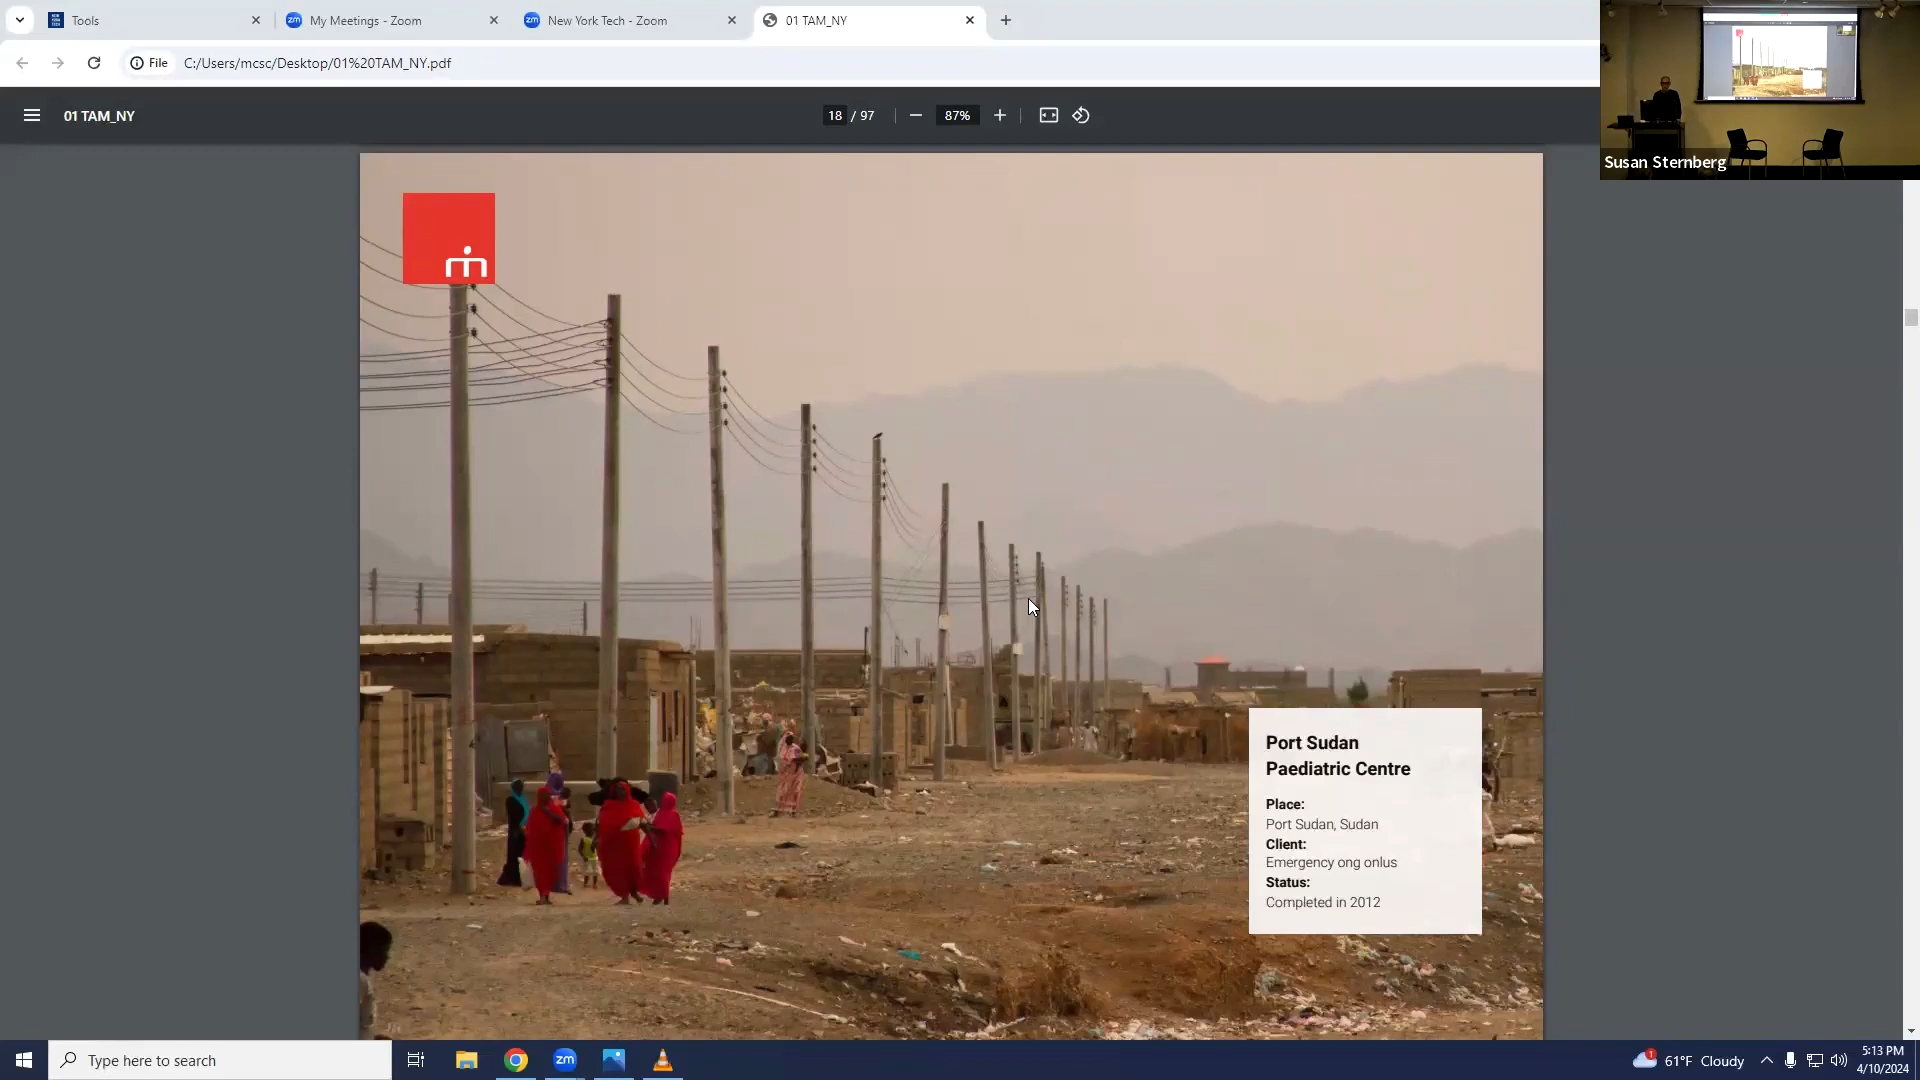 Tools
My Meetings - Zoom
New York Tech - Zoom
01 TAM_NY
File
C:/Users/mcsc/Desktop/01%20TAM_NY.pdf
01 TAM_NY
18 / 97
87%
Susan Sternberg
Port Sudan
Paediatric Centre
Place:
Port Sudan, Sudan
Client:
Emergency ong onlus
Status:
Completed in 2012
Type here to search
zm
61°F Cloudy
5:13 PM
4/10/2024